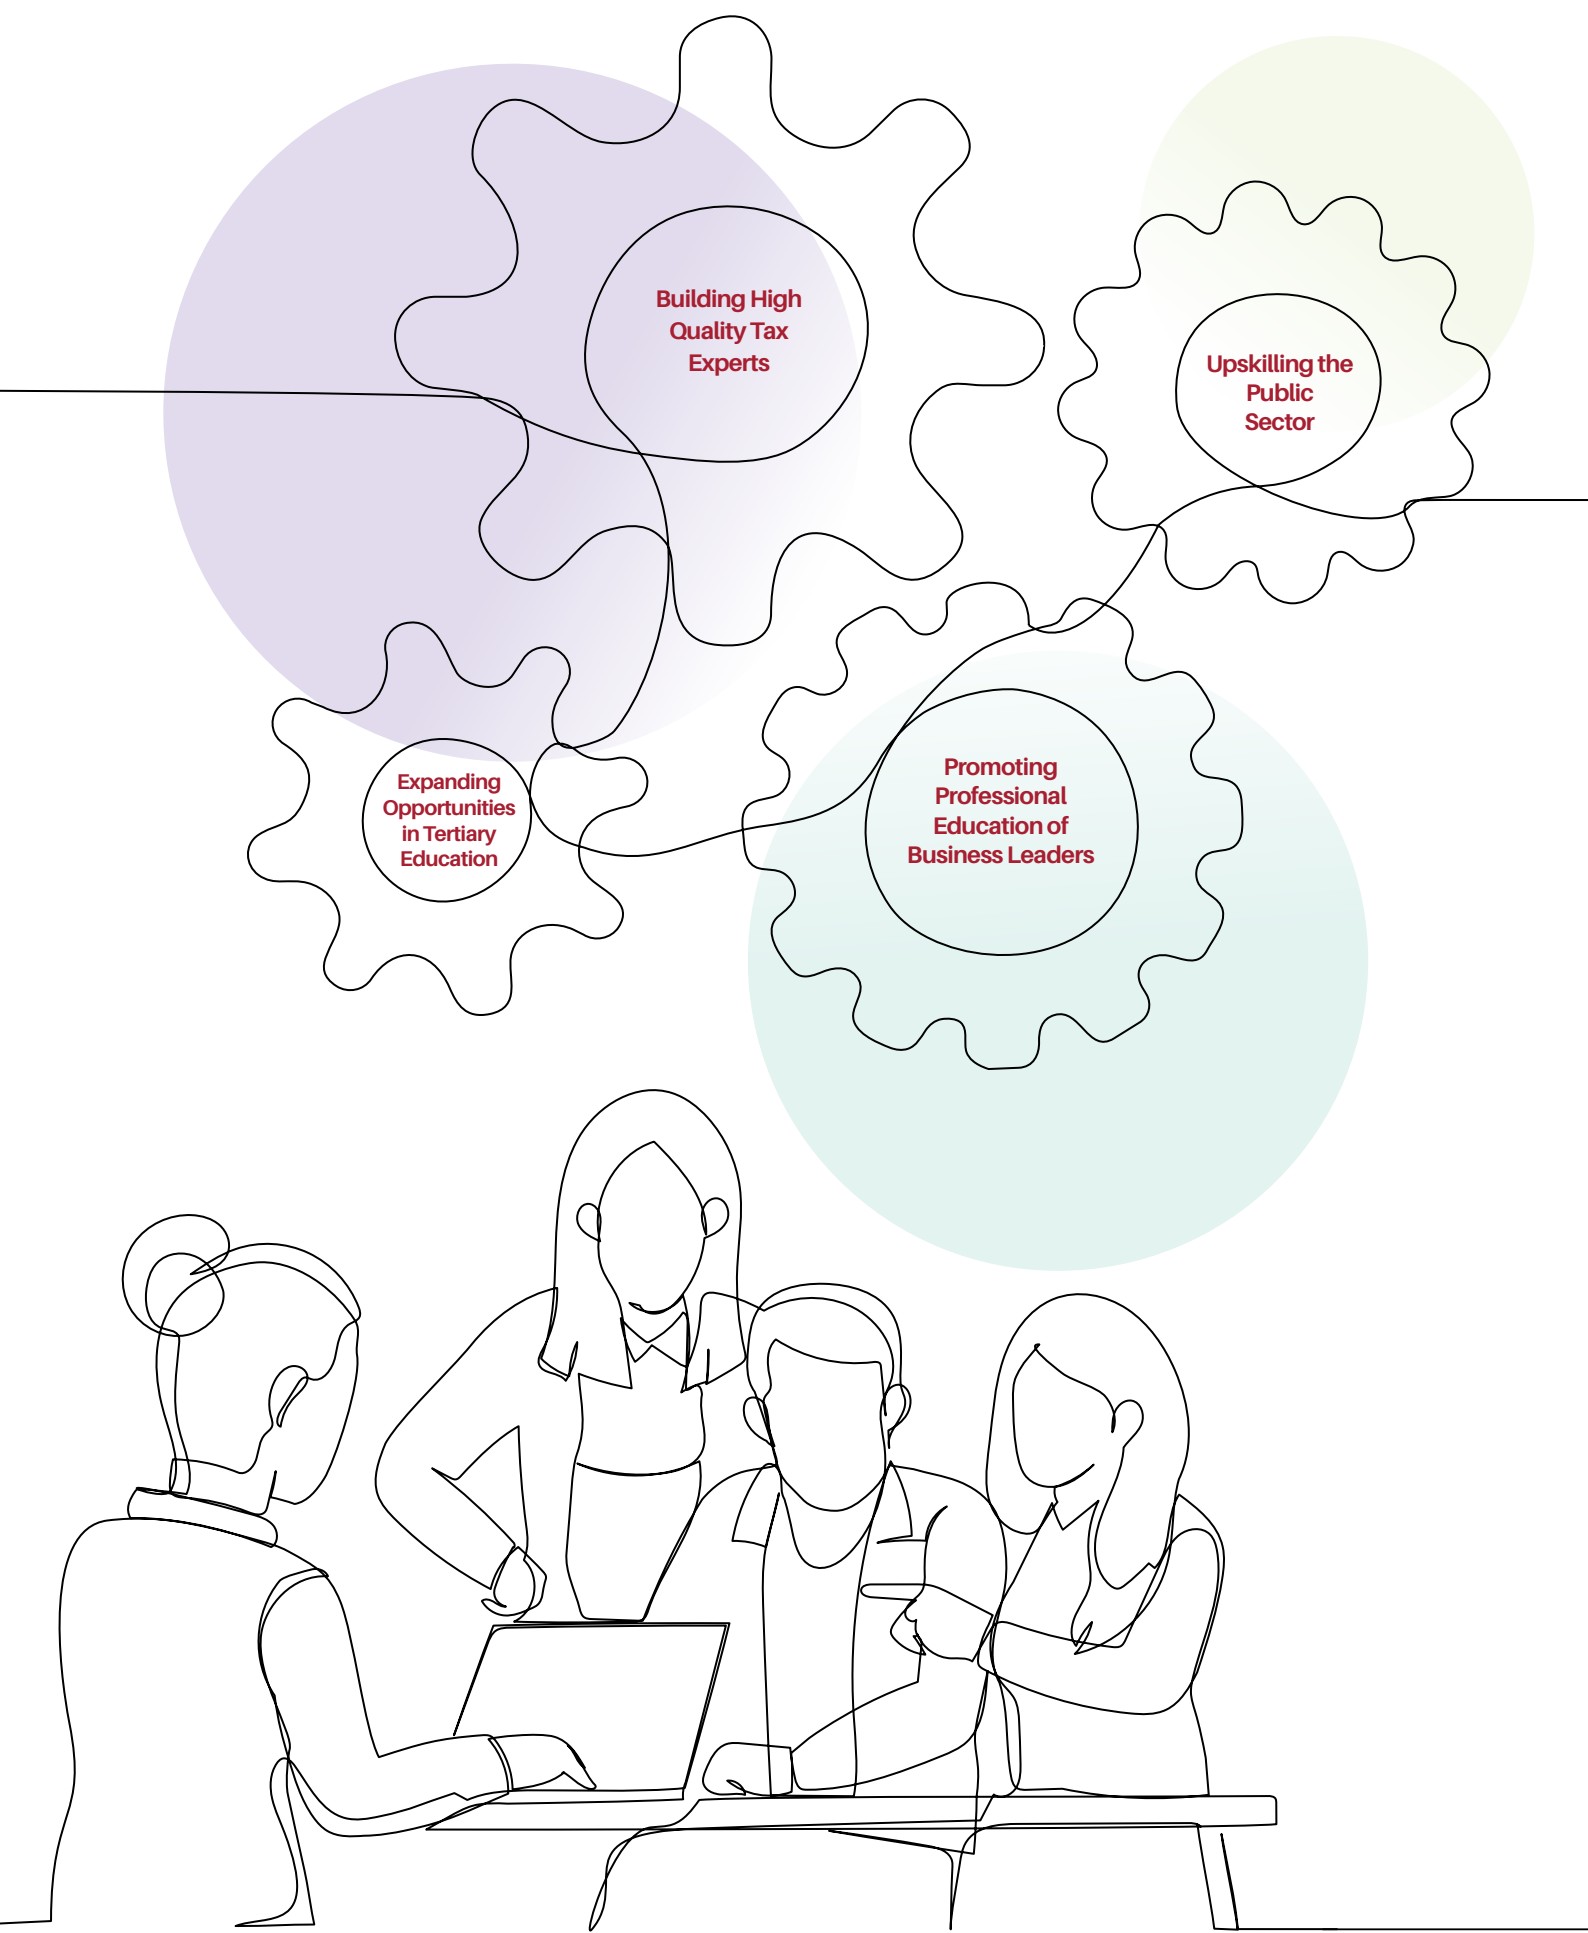 Building High
Quality Tax
Experts
Upskilling the
Public
Sector
Expanding
Opportunities
in Tertiary
Education
Promoting
Professional
Education of
Business Leaders